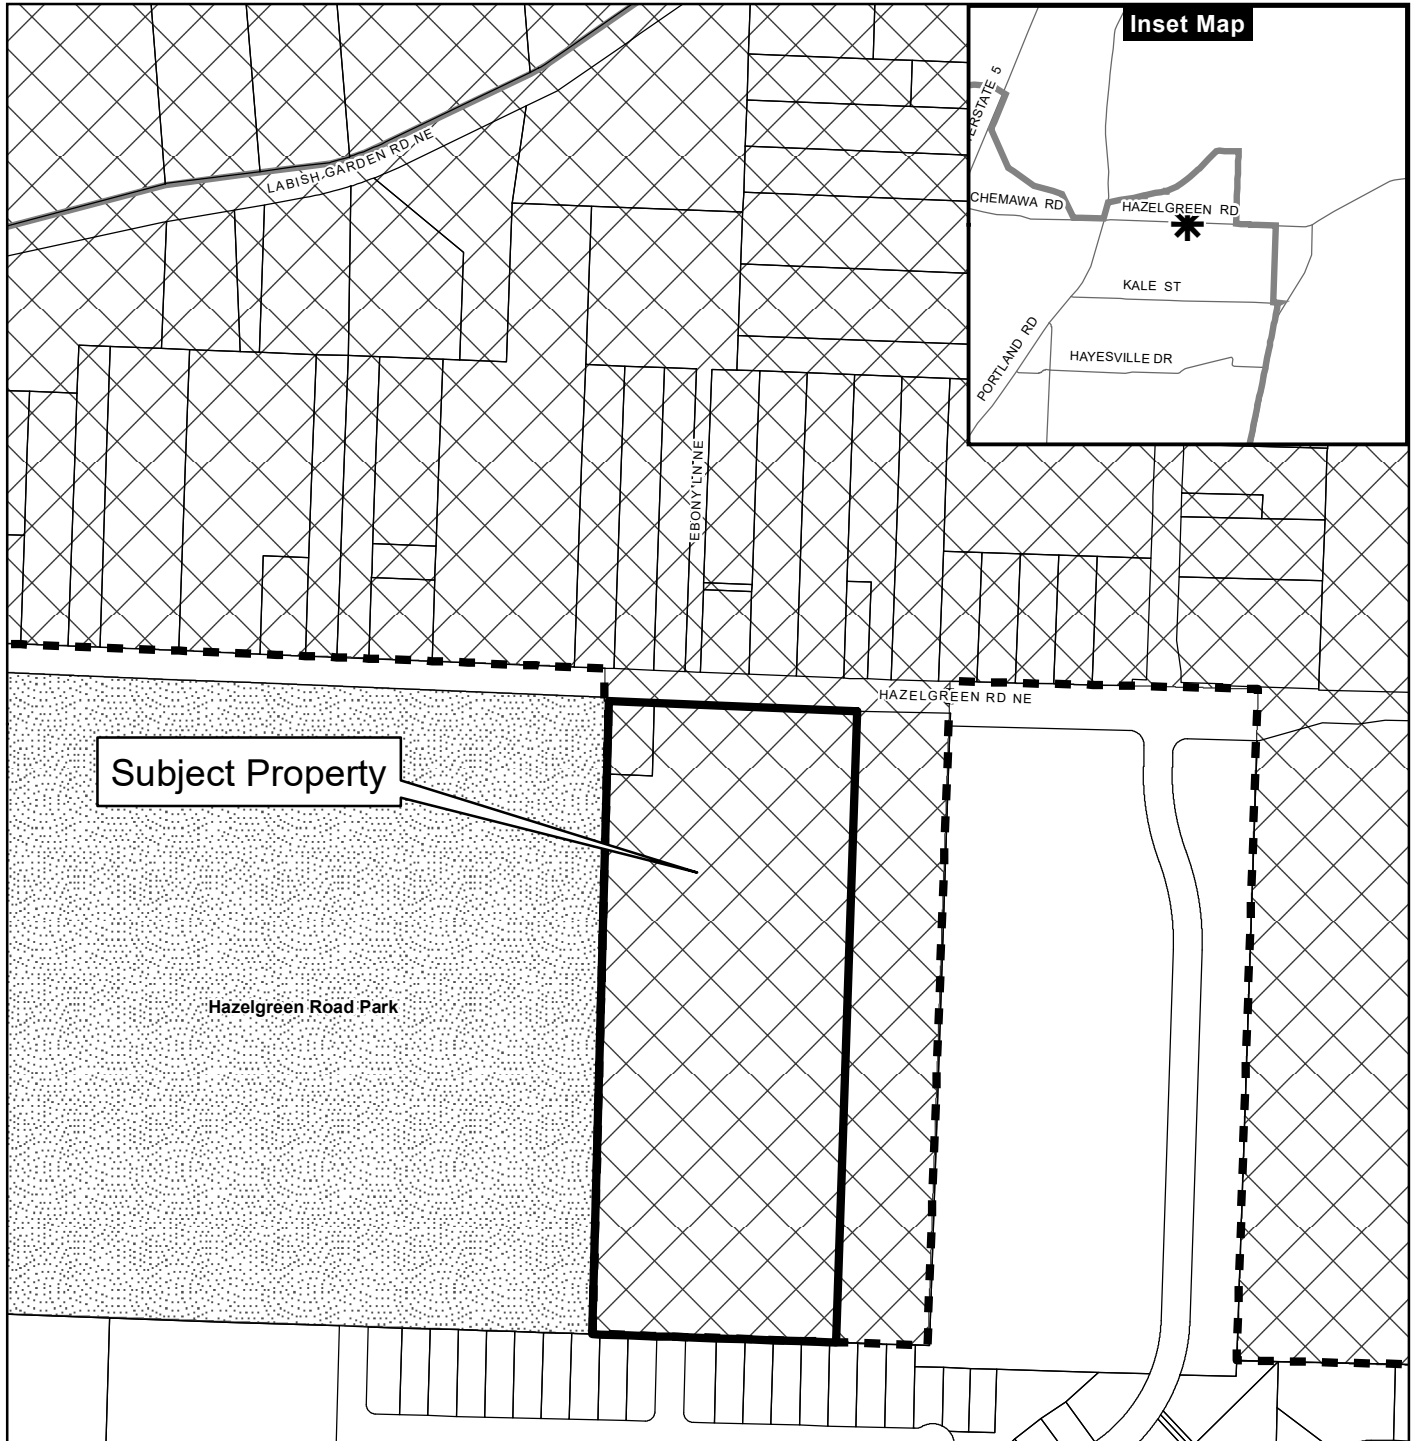 Inset Map
ERSTATE 5
CHEMAWA RD
HAZELGREEN RD
KALE ST
PORTLAND RD
HAYESVILLE DR
LABISH GARDEN RD NE
EBONY LN NE
HAZELGREEN RD NE
Subject Property
Hazelgreen Road Park